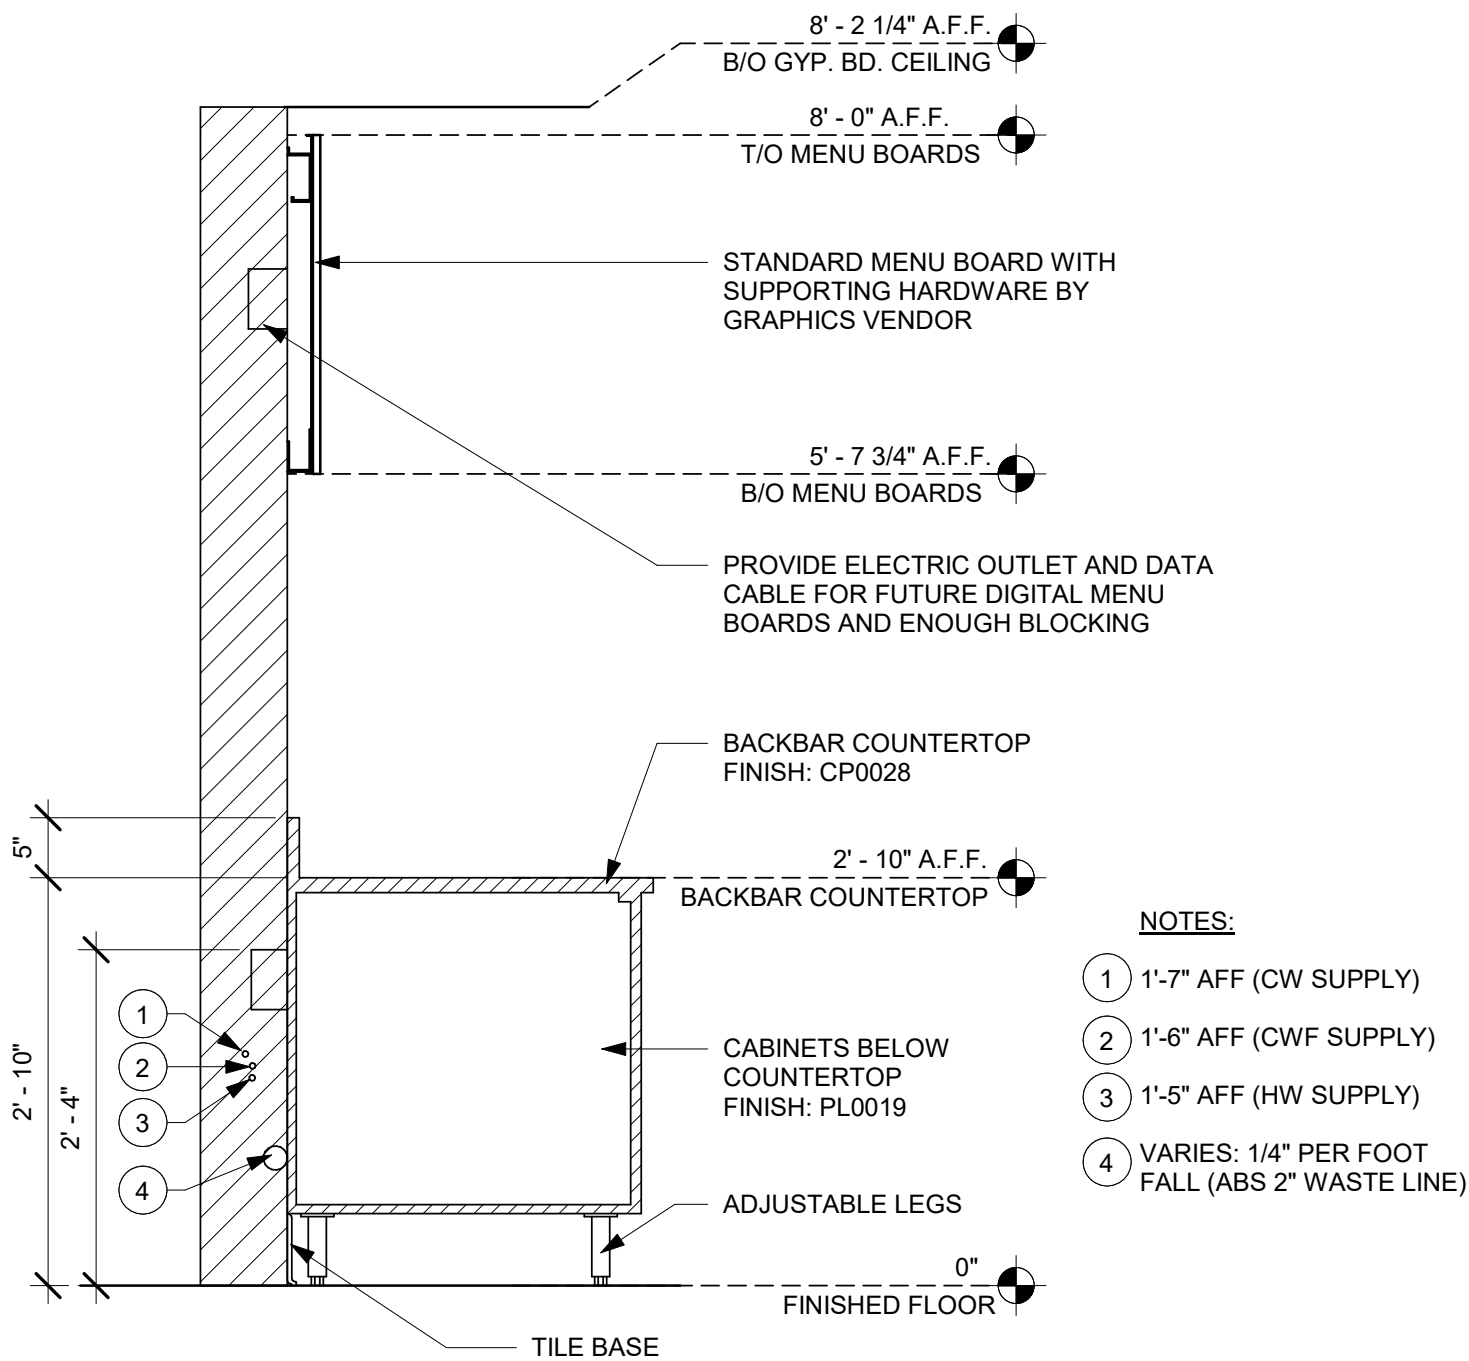 8' - 2 1/4" A.F.F.
B/O GYP. BD. CEILING
8' - 0" A.F.F.
T/O MENU BOARDS
STANDARD MENU BOARD WITH
SUPPORTING HARDWARE BY
GRAPHICS VENDOR
5' - 7 3/4" A.F.F.
B/O MENU BOARDS
PROVIDE ELECTRIC OUTLET AND DATA
CABLE FOR FUTURE DIGITAL MENU
BOARDS AND ENOUGH BLOCKING
BACKBAR COUNTERTOP
FINISH: CP0028
5"
2' - 10" A.F.F.
BACKBAR COUNTERTOP
2' - 10"
2' - 4"
1
2
3
4
CABINETS BELOW
COUNTERTOP
FINISH: PL0019
ADJUSTABLE LEGS
0"
FINISHED FLOOR
TILE BASE
NOTES:
1 1'-7" AFF (CW SUPPLY)
2 1'-6" AFF (CWF SUPPLY)
3 1'-5" AFF (HW SUPPLY)
4 VARIES: 1/4" PER FOOT
FALL (ABS 2" WASTE LINE)